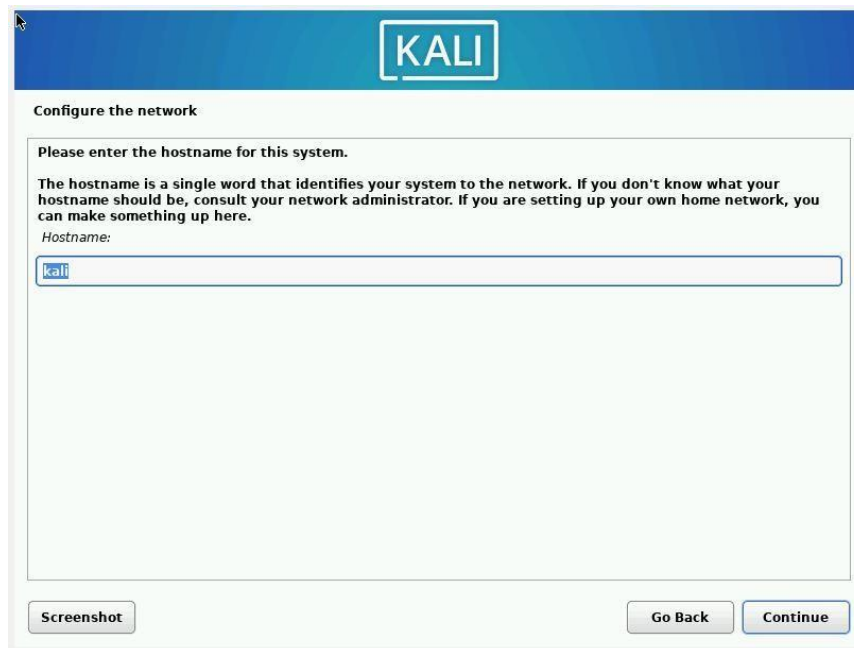 KALI
Configure the network
Please enter the hostname for this system.
The hostname is a single word that identifies your system to the network. If you don't know what your
hostname should be, consult your network administrator. If you are setting up your own home network, you
can make something up here.
Hostname:
kali
Screenshot
Go Back
Continue